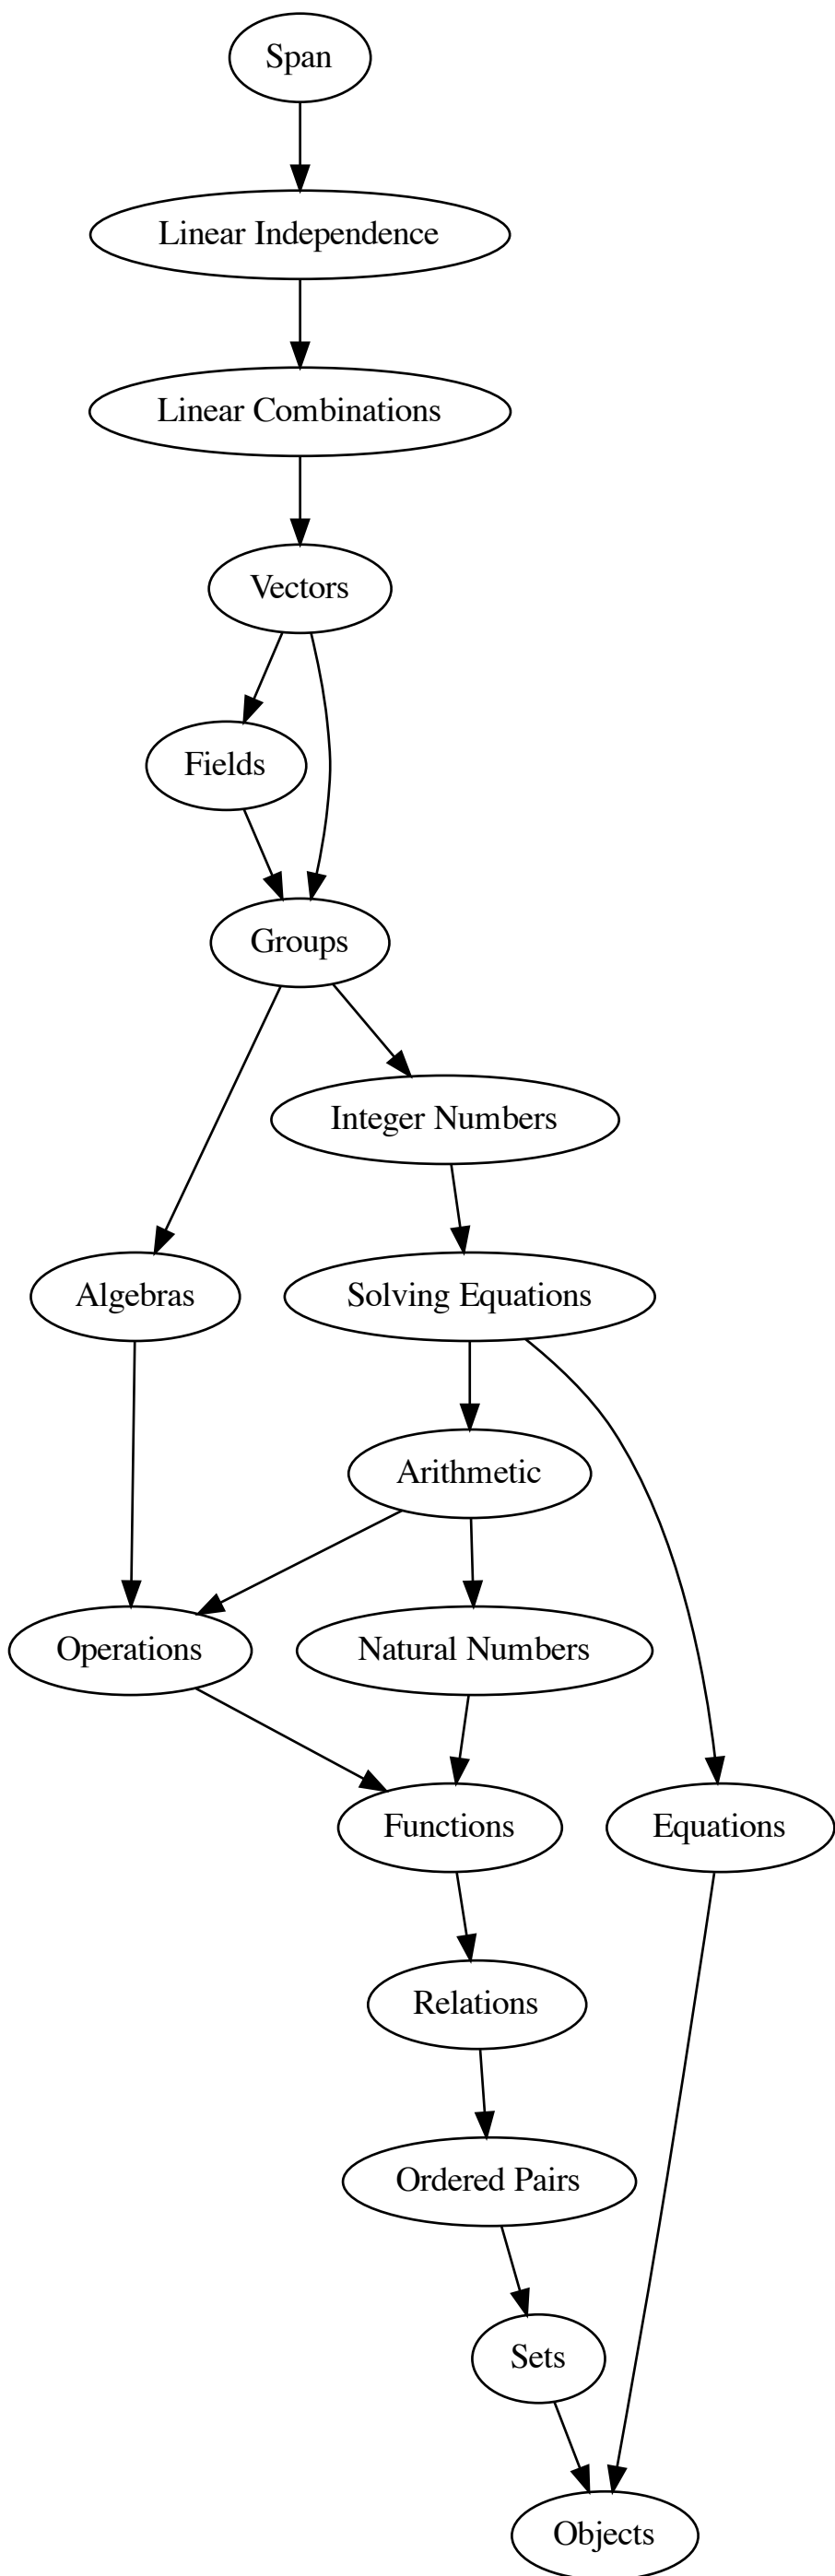 Span
Linear Independence
Linear Combinations
Vectors
Fields
Groups
Integer Numbers
Algebras
Solving Equations
Arithmetic
Operations
Natural Numbers
Functions
Equations
Relations
Ordered Pairs
Sets
Objects